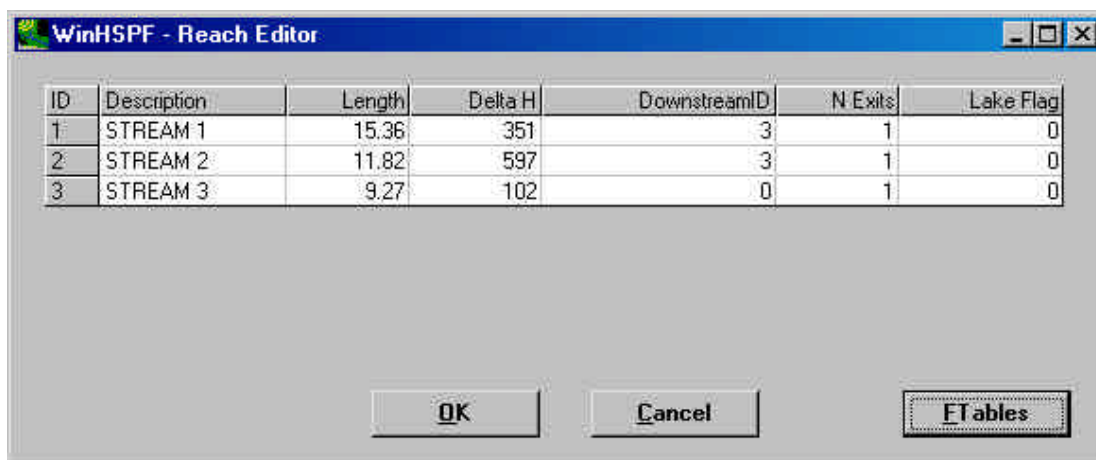 WinHSPF - Reach Editor
ID Description Length Delta H DownstreamID N Exits Lake Flag
1 STREAM 1 15.36 351 3 1 0
2 STREAM 2 11.82 597 3 1 0
3 STREAM 3 9.27 102 0 1 0
OK Cancel FTables